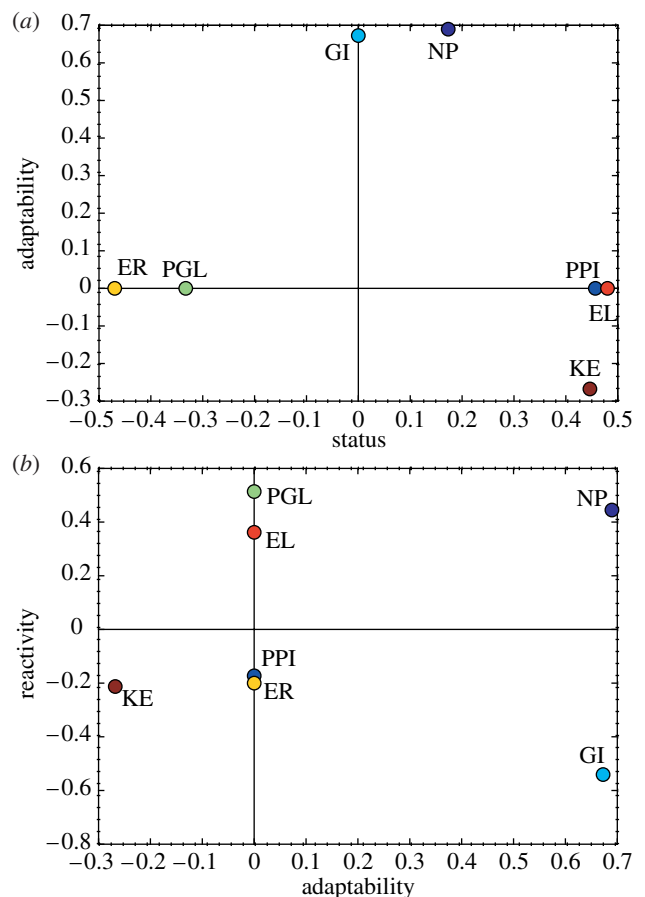 (a)
0.7
GI
NP
0.6
0.5
0.4
0.3
0.2
0.1
adaptability
ER
PGL
PPI
0
EL
−0.1
−0.2
KE
−0.3
−0.5 −0.4 −0.3 −0.2 −0.1 0 0.1 0.2 0.3 0.4 0.5
status
(b)
0.6
PGL
NP
0.4
EL
0.2
0
reactivity
PPI
−0.2
KE
ER
−0.4
GI
−0.6
−0.8
−0.3 −0.2 −0.1 0 0.1 0.2 0.3 0.4 0.5 0.6 0.7
adaptability